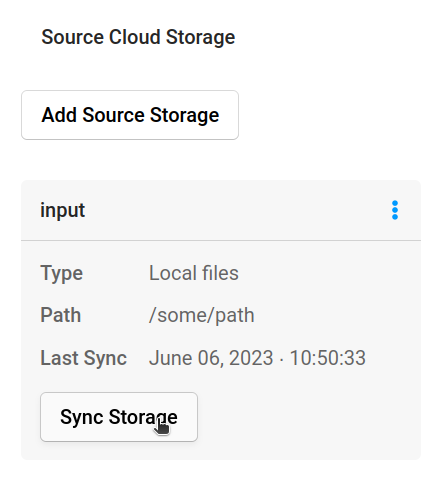 Source Cloud Storage
Add Source Storage
input
Type Local files
Path /some/path
Last Sync June 06, 2023 · 10:50:33
Sync Storage